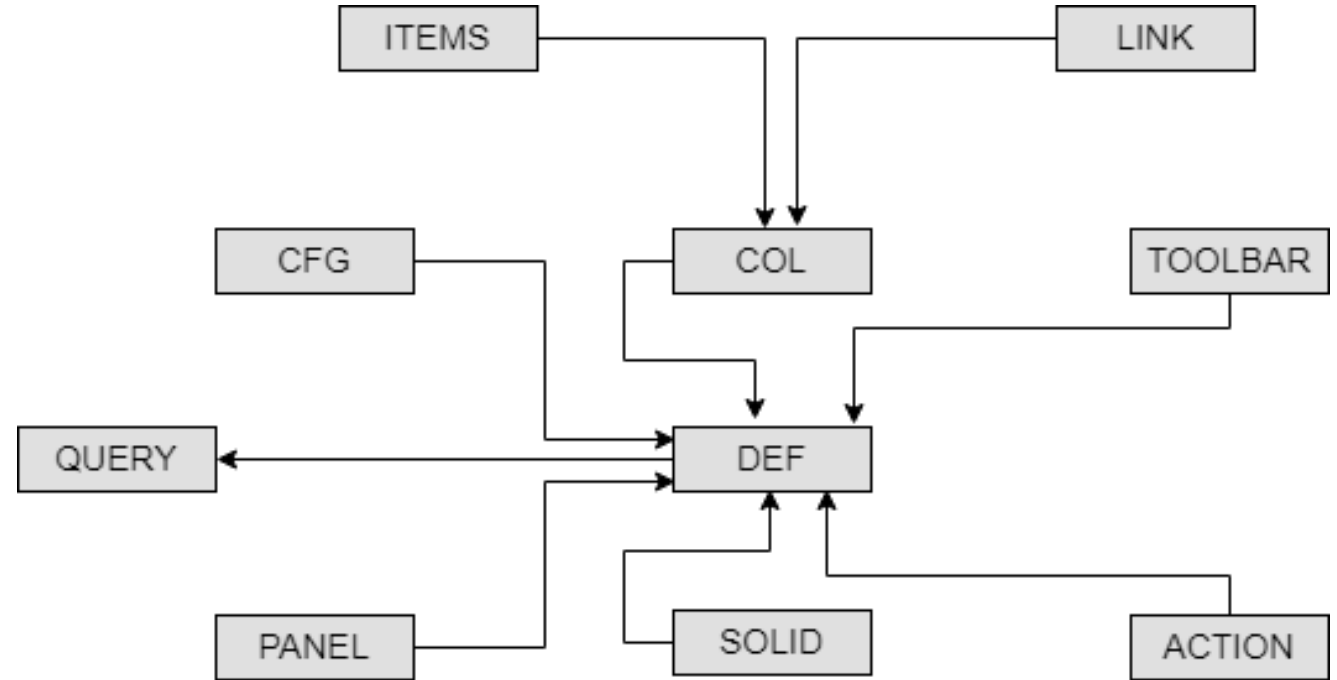 ITEMS
LINK
CFG
COL
TOOLBAR
QUERY
DEF
PANEL
SOLID
ACTION